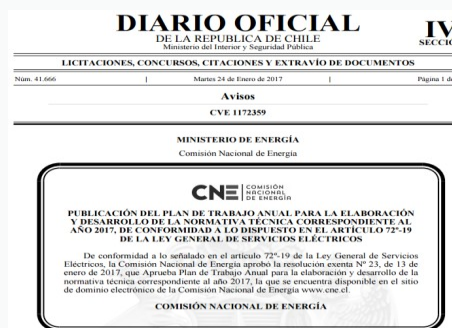 DIARIO OFICIAL
DE LA REPUBLICA DE CHILE
Ministerio del Interior y Seguridad Pública
IV
SECCIÓ
LICITACIONES, CONCURSOS, CITACIONES Y EXTRAVÍO DE DOCUMENTOS
Núm. 41.666 | Martes 24 de Enero de 2017 | Página 1 d
Avisos
CVE 1172359
MINISTERIO DE ENERGÍA
Comisión Nacional de Energía
CNE COMISIÓN
NACIONAL
DE ENERGÍA
PUBLICACIÓN DEL PLAN DE TRABAJO ANUAL PARA LA ELABORACIÓN
Y DESARROLLO DE LA NORMATIVA TÉCNICA CORRESPONDIENTE AL
AÑO 2017, DE CONFORMIDAD A LO DISPUESTO EN EL ARTÍCULO 72º-19
DE LA LEY GENERAL DE SERVICIOS ELÉCTRICOS
De conformidad a lo señalado en el artículo 72º-19 de la Ley General de Servicios
Eléctricos, la Comisión Nacional de Energía aprobó la resolución exenta Nº 23, de 13 de
enero de 2017, que Aprueba Plan de Trabajo Anual para la elaboración y desarrollo de la
normativa técnica correspondiente al año 2017, la que se encuentra disponible en el sitio
de dominio electrónico de la Comisión Nacional de Energía www.cne.cl.
COMISIÓN NACIONAL DE ENERGÍA